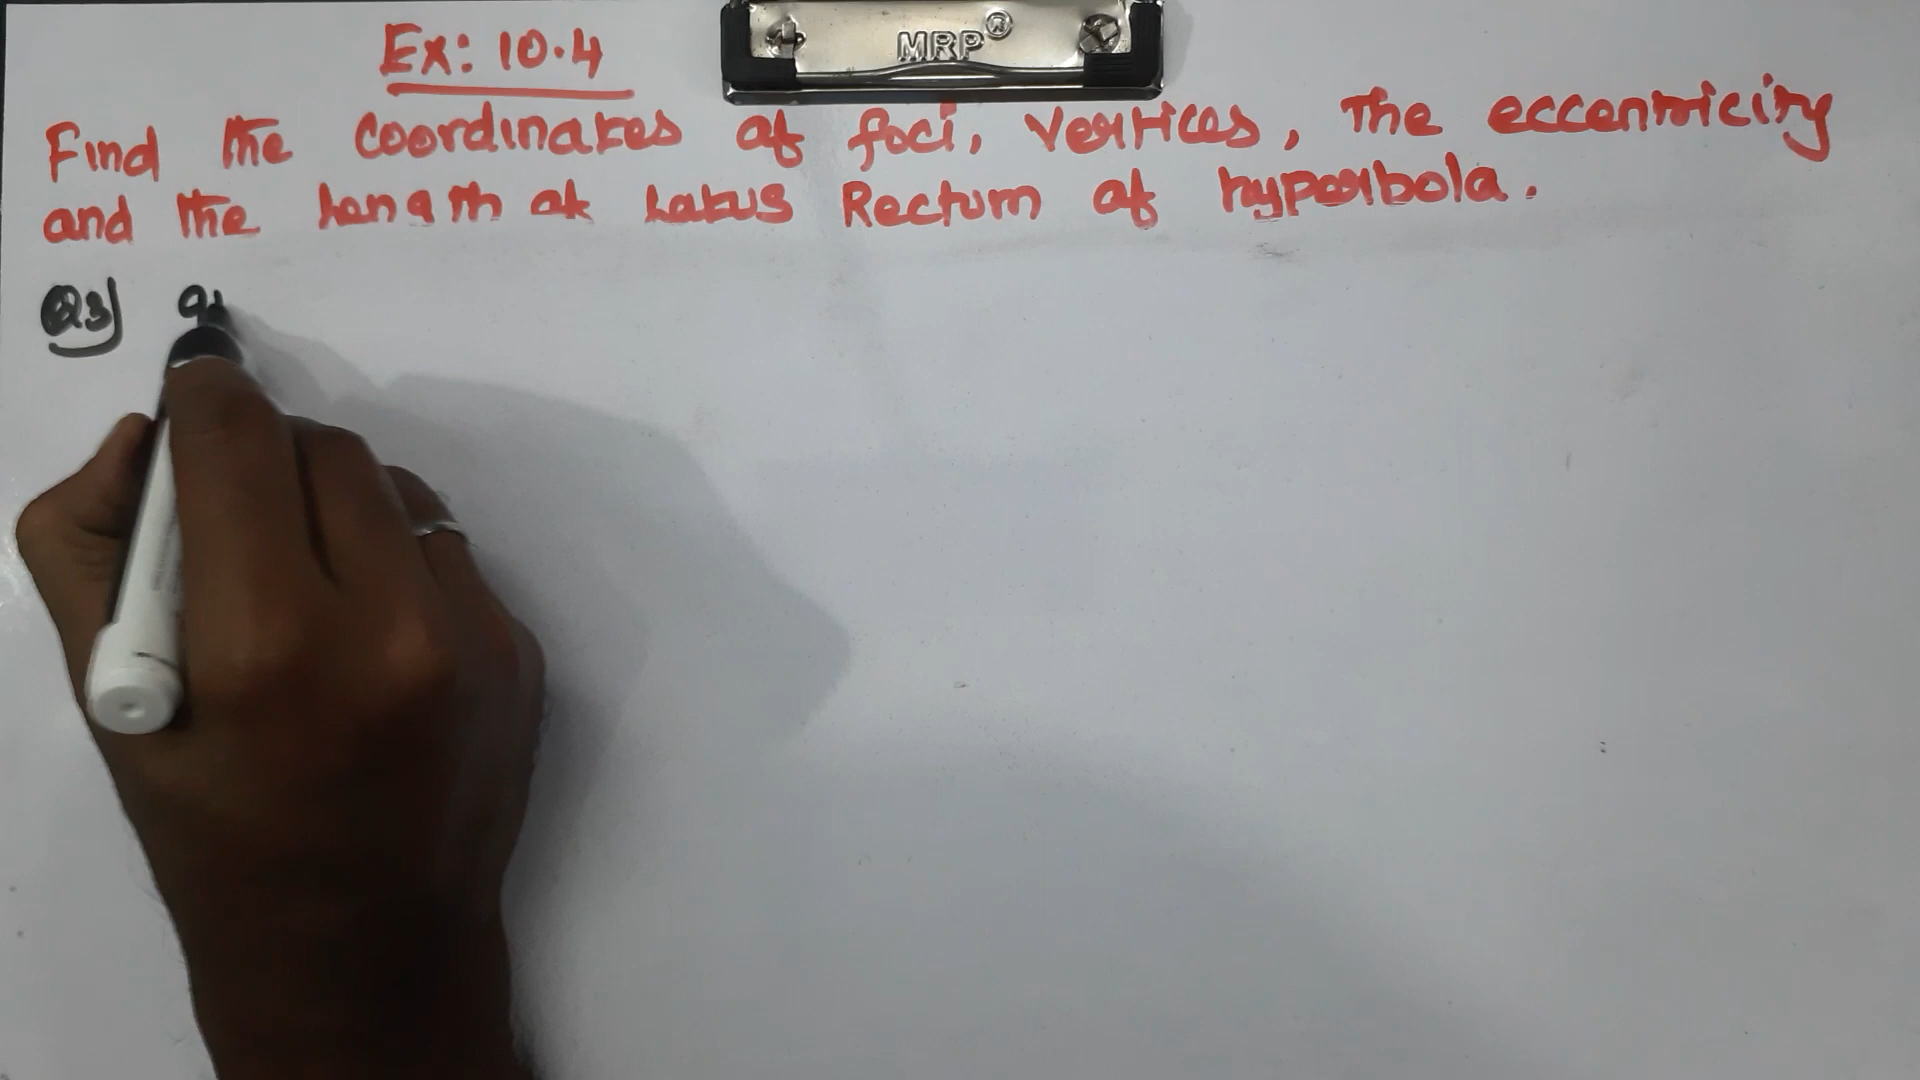 Ex: 10.4
MRP®
Find the coordinates of foci, vertices, The eccentricity
and the length of Latus Rectum of hyperbola.
Q3) 9